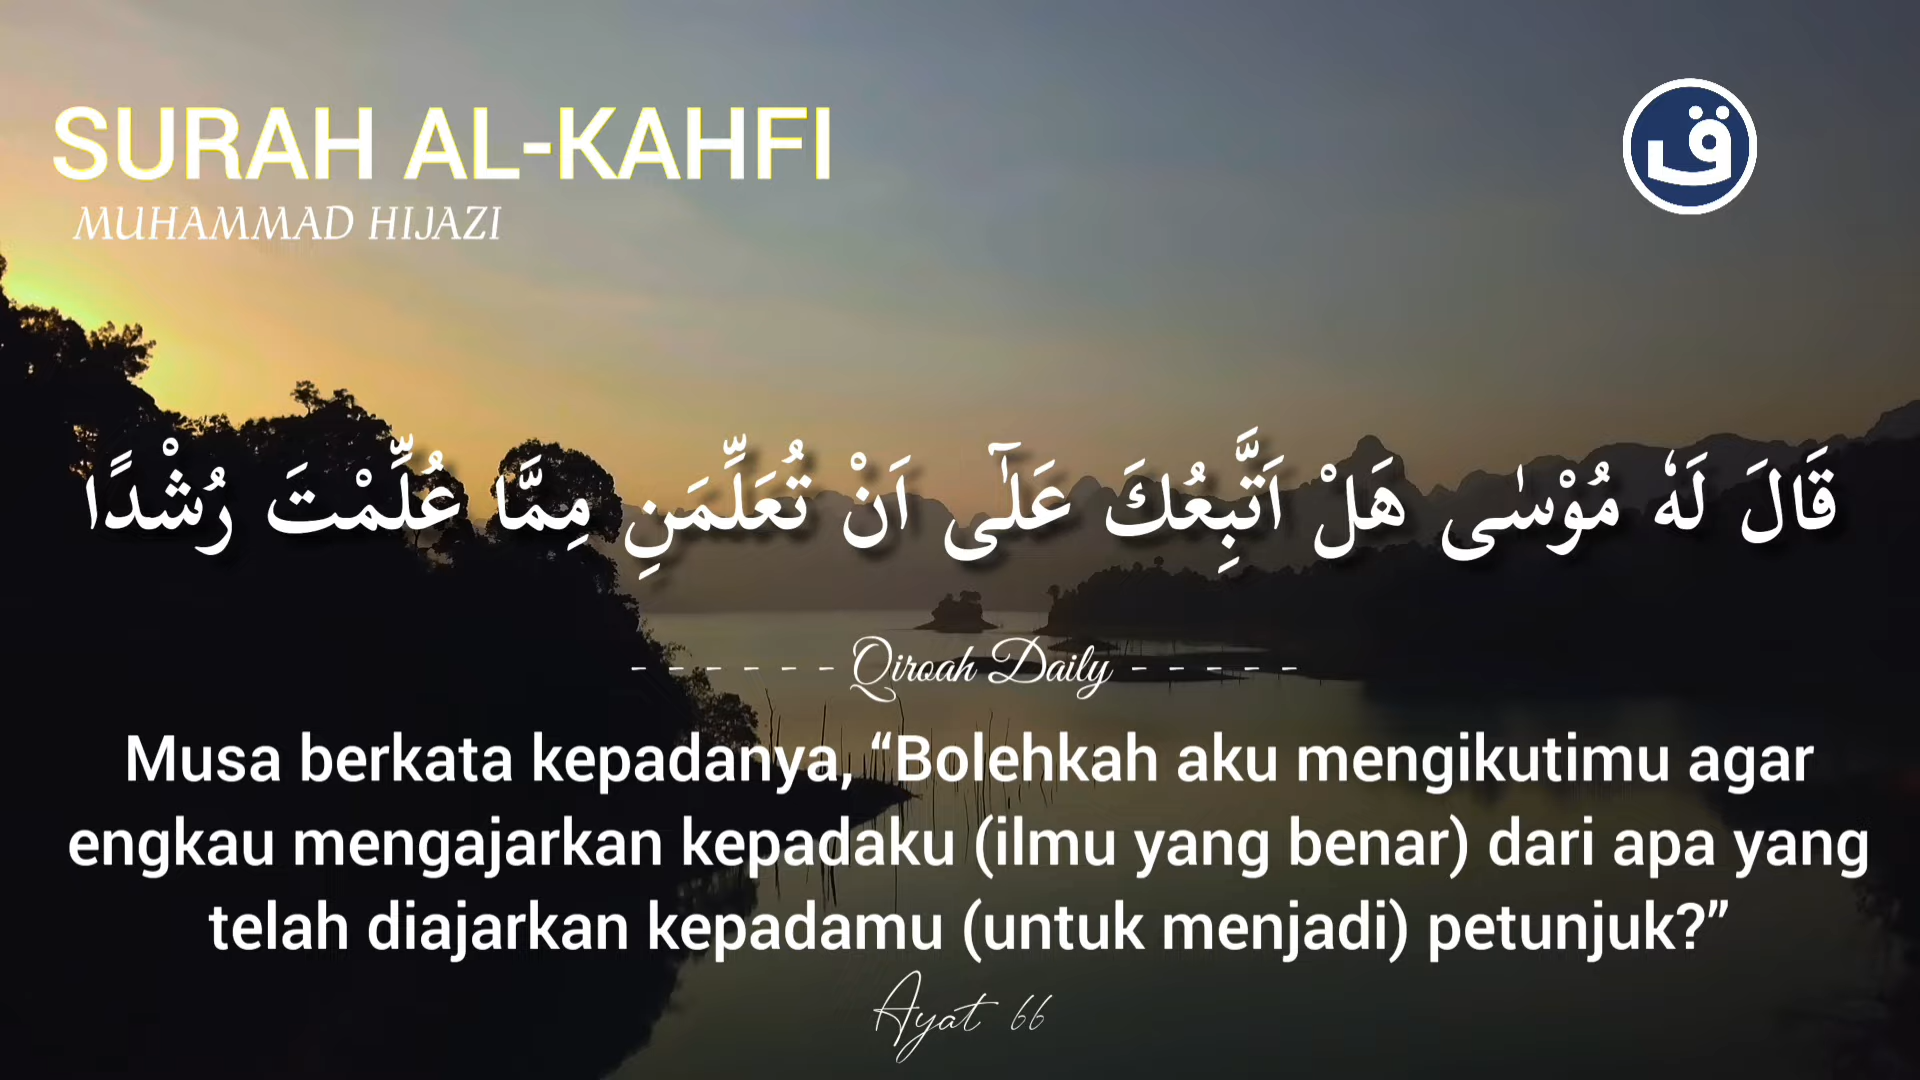 SURAH AL-KAHFI
MUHAMMAD HIJAZI
ق
قَالَ لَهٗ مُوْسٰى هَلْ اَتَّبِعُكَ عَلٰٓى اَنْ تُعَلِّمَنِ مِمَّا عُلِّمْتَ رُشْدًا
- - - - - - Qiroah Daily - - - - -
Musa berkata kepadanya, “Bolehkah aku mengikutimu agar
engkau mengajarkan kepadaku (ilmu yang benar) dari apa yang
telah diajarkan kepadamu (untuk menjadi) petunjuk?”
Ayat 66